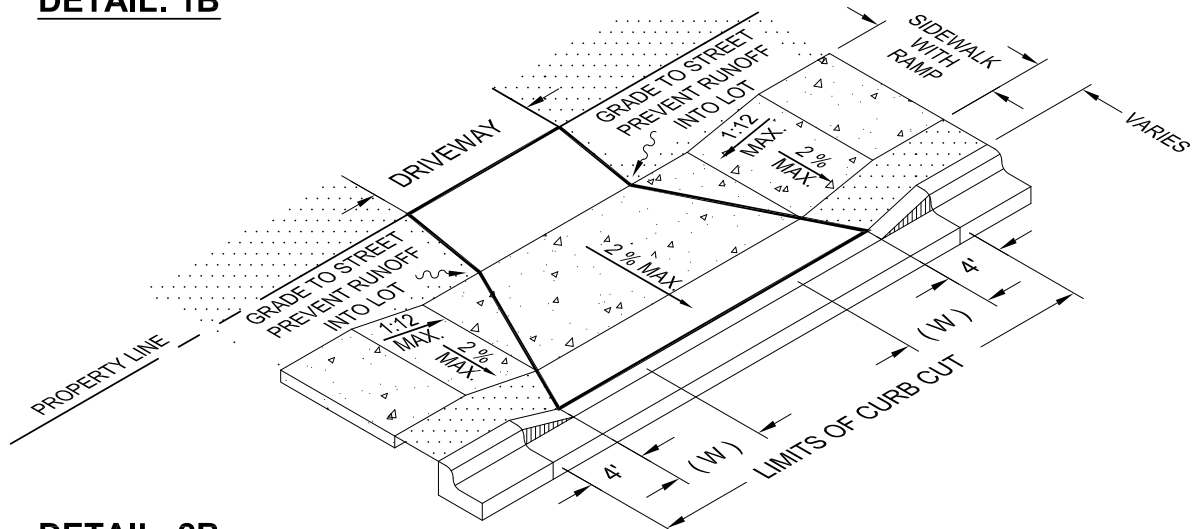 DETAIL: 1B
SIDEWALK
WITH
RAMP
VARIES
GRADE TO STREET
PREVENT RUNOFF
INTO LOT
DRIVEWAY
1:12
MAX.
2%
MAX.
2% MAX.
GRADE TO STREET
PREVENT RUNOFF
INTO LOT
1:12
MAX.
2%
MAX.
PROPERTY LINE
4'
(W)
LIMITS OF CURB CUT
(W)
4'
DETAIL: 2B